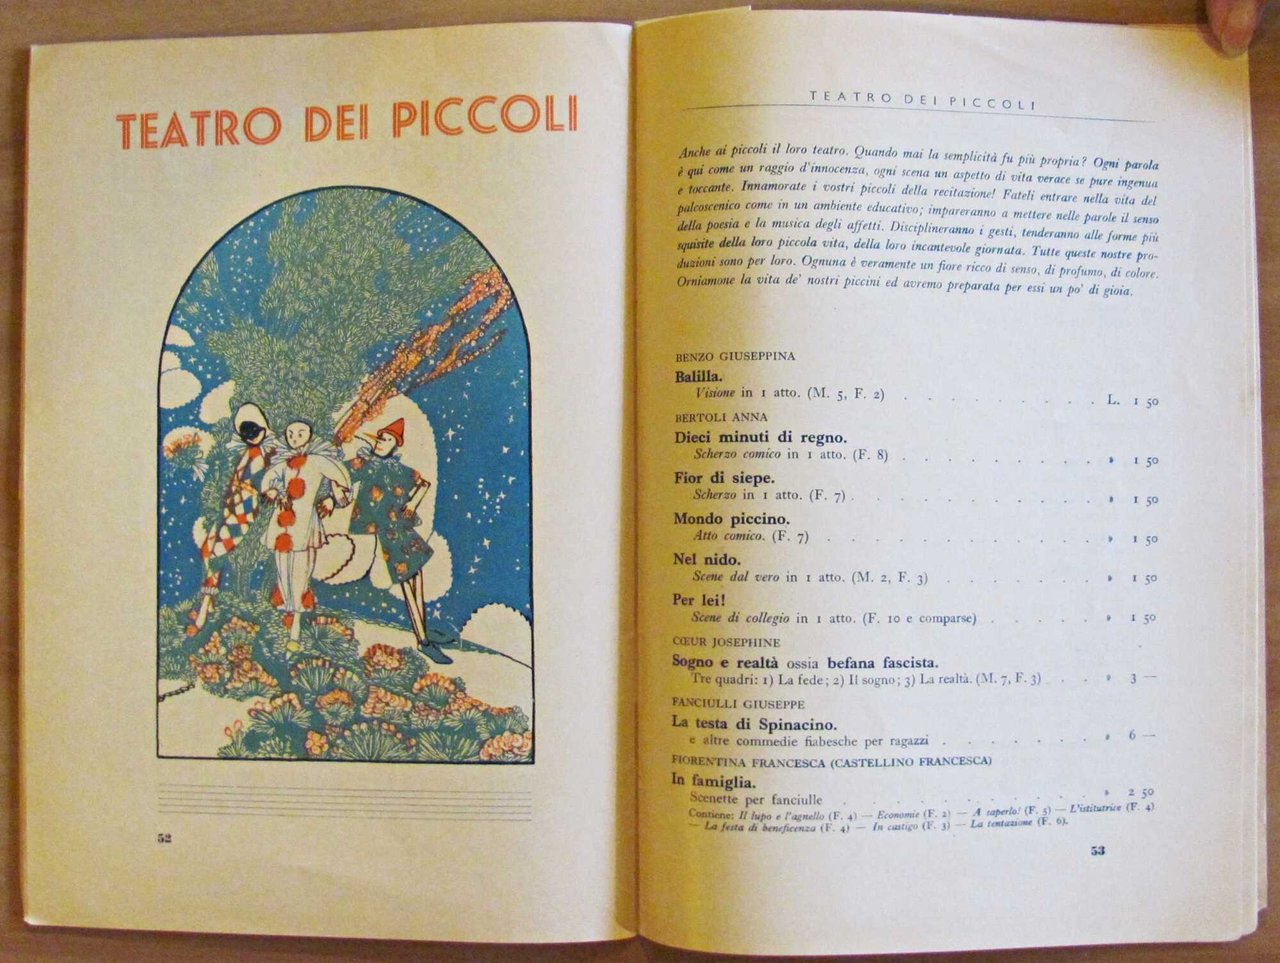 TEATRO DEI PICCOLI
52
TEATRO DEI PICCOLI
Anche ai piccoli il loro teatro. Quando mai la semplicità fu più propria? Ogni parola
è qui come un raggio d'innocenza, ogni scena un aspetto di vita verace se pure ingenua
e toccante. Innamorate i vostri piccoli della recitazione! Fateli entrare nella vita del
palcoscenico come in un ambiente educativo; impareranno a mettere nelle parole il senso
della poesia e la musica degli affetti. Disciplineranno i gesti, tenderanno alle forme più
squisite della loro piccola vita, della loro incantevole giornata. Tutte queste nostre pro-
duzioni sono per loro. Ognuna è veramente un fiore ricco di senso, di profumo, di colore.
Orniamone la vita de' nostri piccini ed avremo preparata per essi un po' di gioia.
BENZO GIUSEPPINA
Balilla.
Visione in 1 atto. (M. 5, F. 2) . . . . . . . . . . L. 1 50
BERTOLI ANNA
Dieci minuti di regno.
Scherzo comico in 1 atto. (F. 8) . . . . . . . . . » 1 50
Fior di siepe.
Scherzo in 1 atto. (F. 7) . . . . . . . . . . . » 1 50
Mondo piccino.
Atto comico. (F. 7) . . . . . . . . . . . . » 1 50
Nel nido.
Scene dal vero in 1 atto. (M. 2, F. 3) . . . . . . . . » 1 50
Per lei!
Scene di collegio in 1 atto. (F. 10 e comparse) . . . . . » 1 50
CŒUR JOSEPHINE
Sogno e realtà ossia befana fascista.
Tre quadri: 1) La fede; 2) Il sogno; 3) La realtà. (M. 7, F. 3) . . » 3 —
FANCIULLI GIUSEPPE
La testa di Spinacino.
e altre commedie fiabesche per ragazzi . . . . . . . » 6 —
FIORENTINA FRANCESCA (CASTELLINO FRANCESCA)
In famiglia.
Scenette per fanciulle . . . . . . . . . . . » 2 50
Contiene: Il lupo e l'agnello (F. 4) — Economie (F. 2) — A saperlo! (F. 5) — L'istitutrice (F. 4)
— La festa di beneficenza (F. 4) — In castigo (F. 3) — La tentazione (F. 6).
53